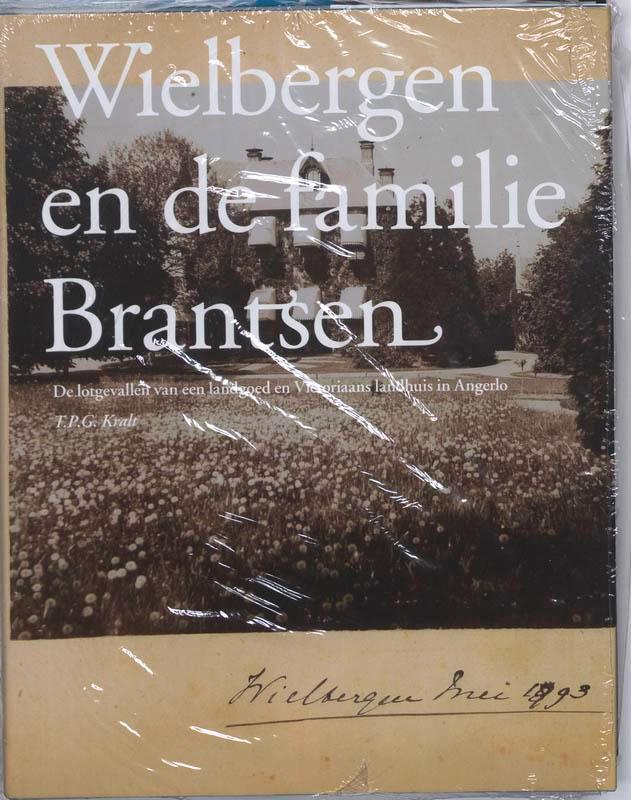 Wielbergen
en de familie
Brantsen
De lotgevallen van een landgoed en Victoriaans landhuis in Angerlo
T.P.G. Kralt
Wielbergen Mei 1893